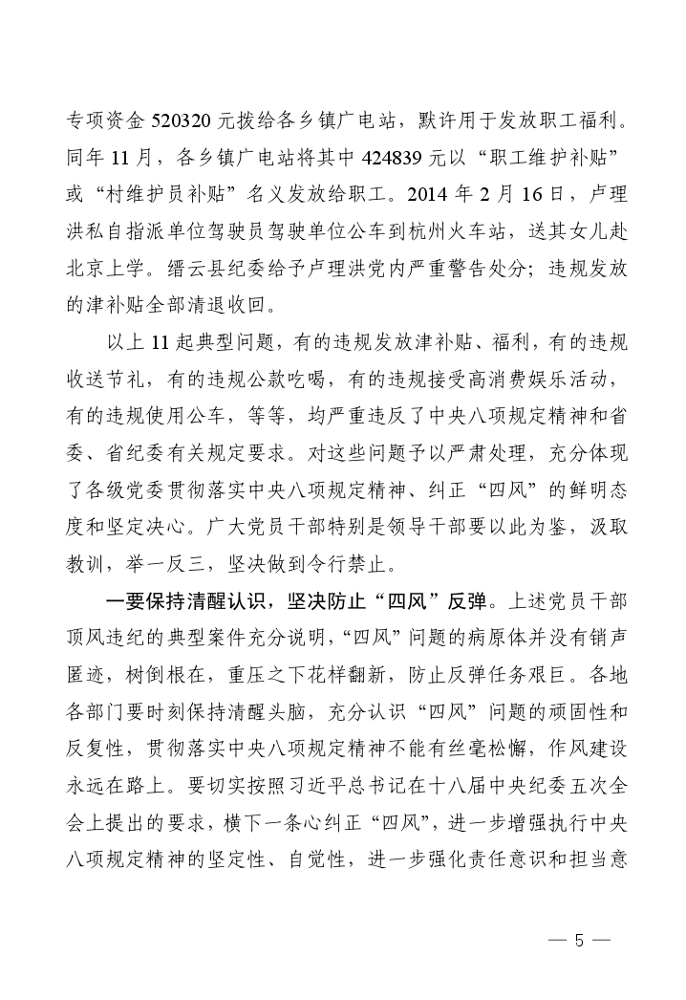 专项资金 520320 元拨给各乡镇广电站，默许用于发放职工福利。
同年 11 月，各乡镇广电站将其中 424839 元以“职工维护补贴”
或“村维护员补贴”名义发放给职工。2014 年 2 月 16 日，卢理
洪私自指派单位驾驶员驾驶单位公车到杭州火车站，送其女儿赴
北京上学。缙云县纪委给予卢理洪党内严重警告处分；违规发放
的津补贴全部清退收回。
以上 11 起典型问题，有的违规发放津补贴、福利，有的违规
收送节礼，有的违规公款吃喝，有的违规接受高消费娱乐活动，
有的违规使用公车，等等，均严重违反了中央八项规定精神和省
委、省纪委有关规定要求。对这些问题予以严肃处理，充分体现
了各级党委贯彻落实中央八项规定精神、纠正“四风”的鲜明态
度和坚定决心。广大党员干部特别是领导干部要以此为鉴，汲取
教训，举一反三，坚决做到令行禁止。
一要保持清醒认识，坚决防止“四风”反弹。上述党员干部
顶风违纪的典型案件充分说明，“四风”问题的病原体并没有销声
匿迹，树倒根在，重压之下花样翻新，防止反弹任务艰巨。各地
各部门要时刻保持清醒头脑，充分认识“四风”问题的顽固性和
反复性，贯彻落实中央八项规定精神不能有丝毫松懈，作风建设
永远在路上。要切实按照习近平总书记在十八届中央纪委五次全
会上提出的要求，横下一条心纠正“四风”，进一步增强执行中央
八项规定精神的坚定性、自觉性，进一步强化责任意识和担当意
— 5 —